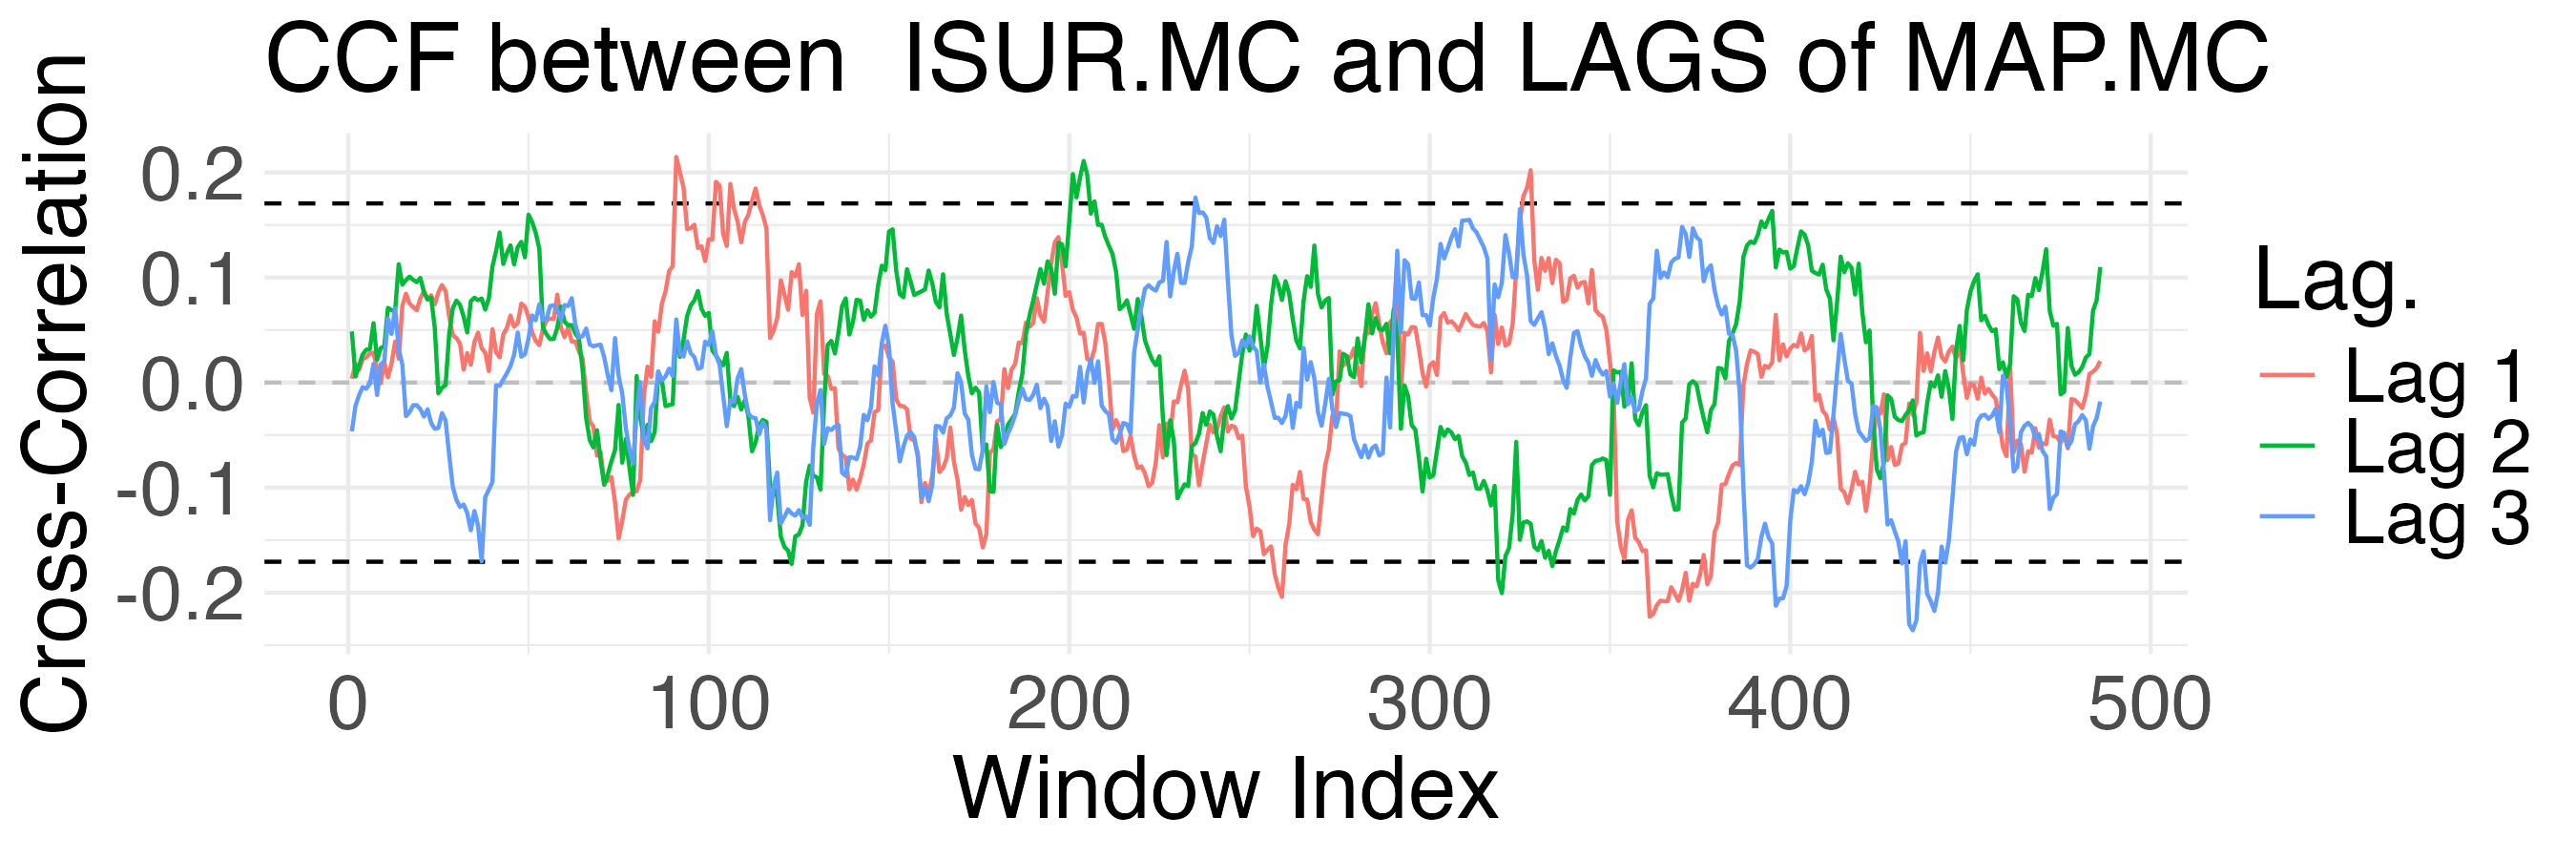 CCF between  ISUR.MC and LAGS of MAP.MC
Cross-Correlation
0.2
0.1
0.0
-0.1
-0.2
0 100 200 300 400 500
Window Index
Lag.
Lag 1
Lag 2
Lag 3